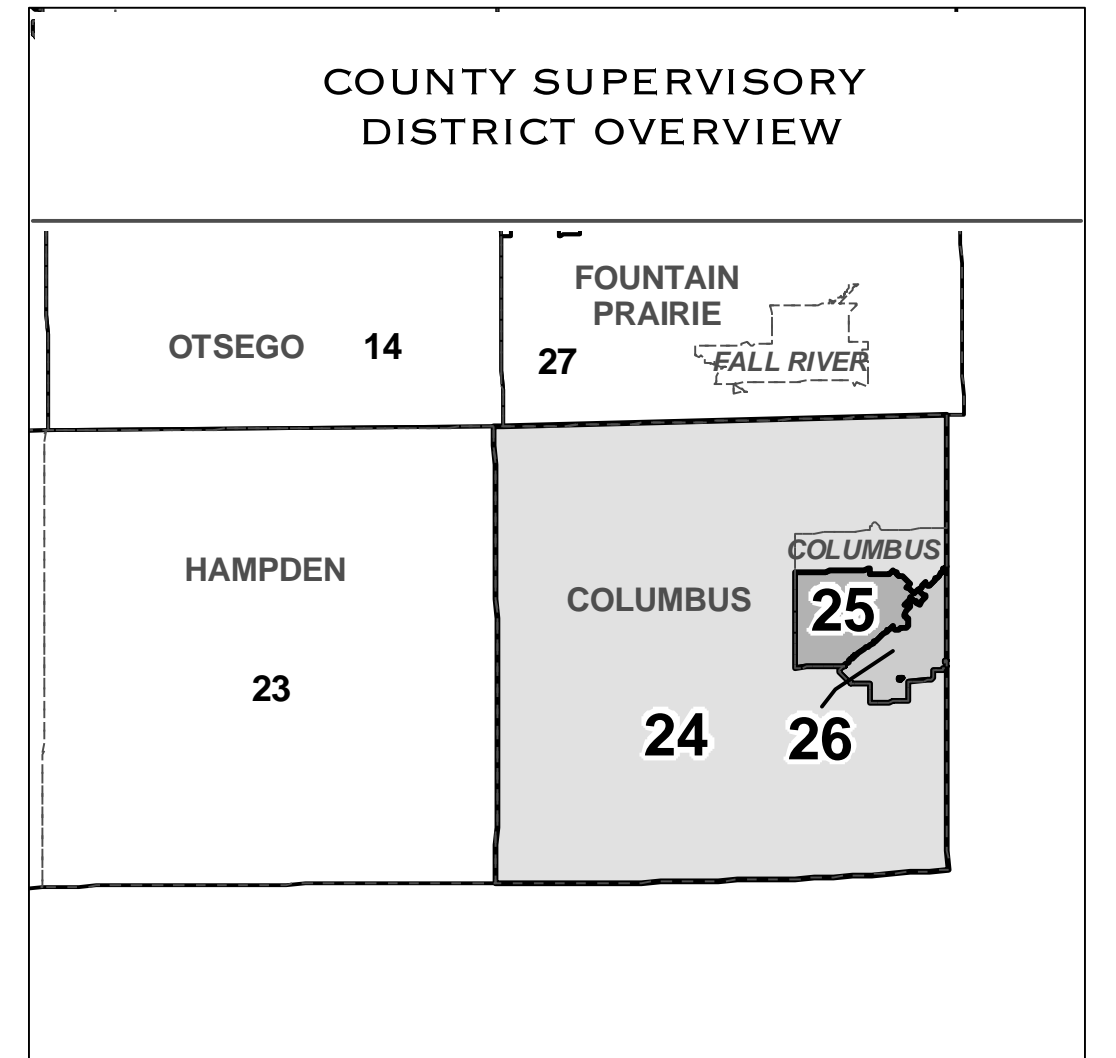 COUNTY SUPERVISORY
DISTRICT OVERVIEW
FOUNTAIN
PRAIRIE
OTSEGO 14
27
FALL RIVER
HAMPDEN
COLUMBUS
COLUMBUS
25
23
24
26